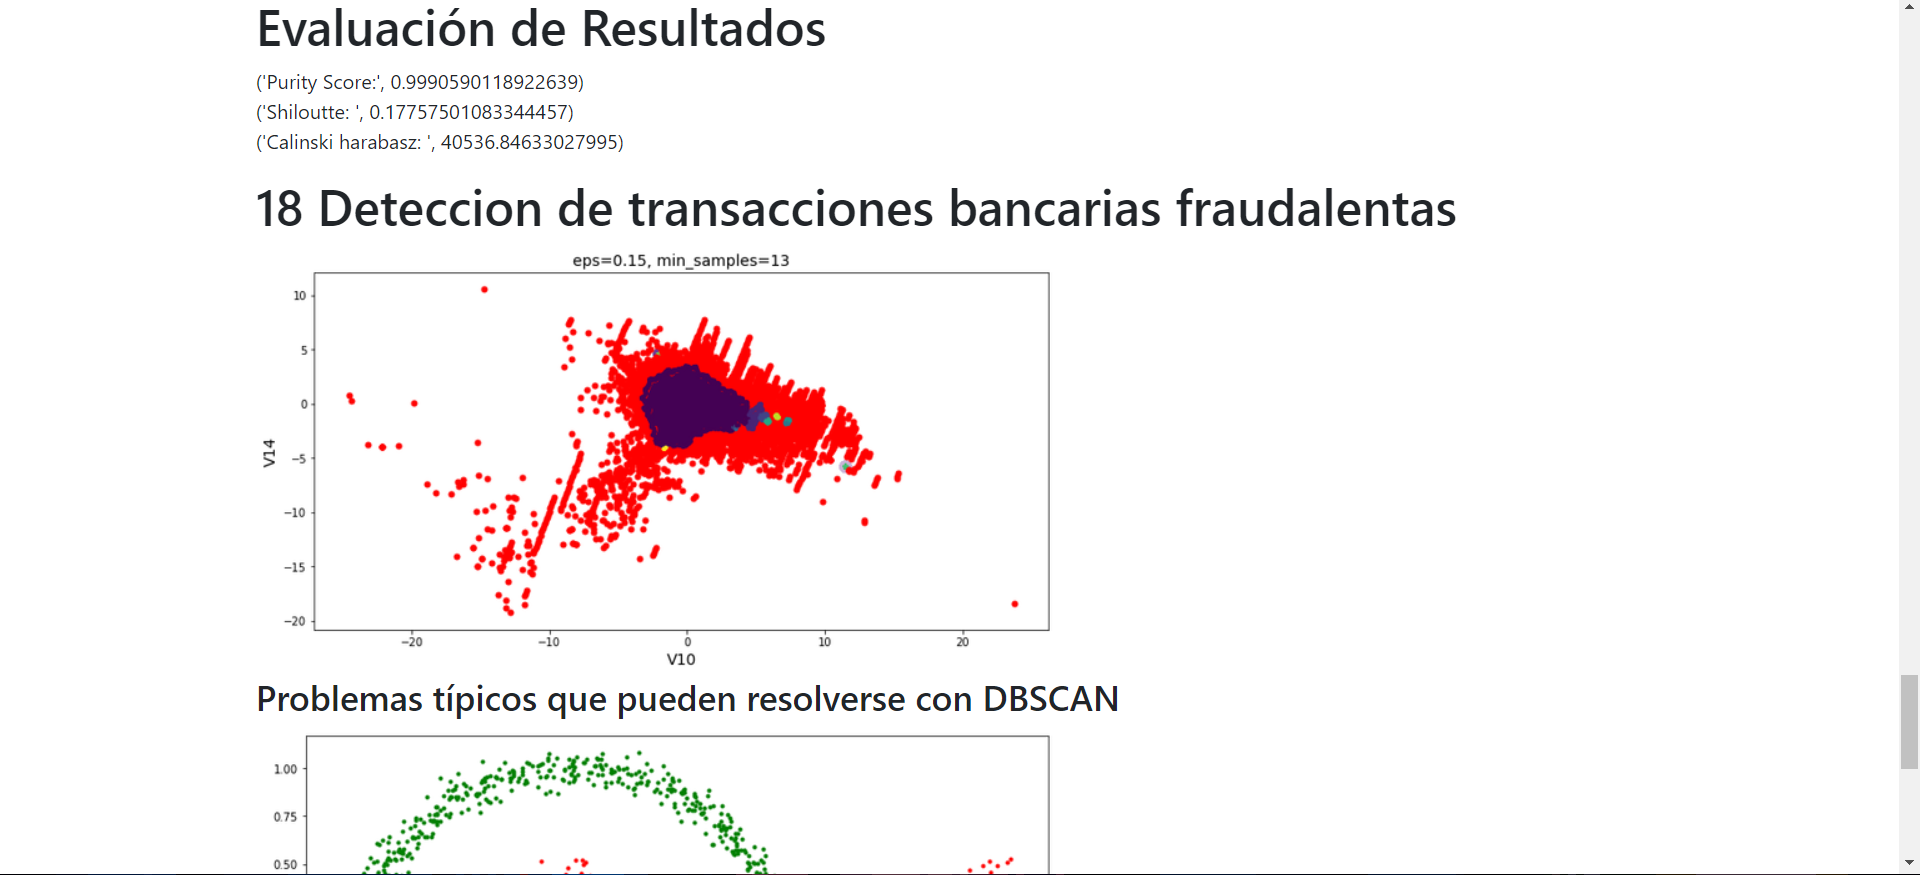 Evaluación de Resultados
('Purity Score:', 0.9990590118922639)
('Shiloutte: ', 0.17757501083344457)
('Calinski harabasz: ', 40536.84633027995)
18 Deteccion de transacciones bancarias fraudalentas
eps=0.15, min_samples=13
10
5
0
−5
−10
−15
−20
V14
−20 −10 0 10 20
V10
Problemas típicos que pueden resolverse con DBSCAN
1.00
0.75
0.50